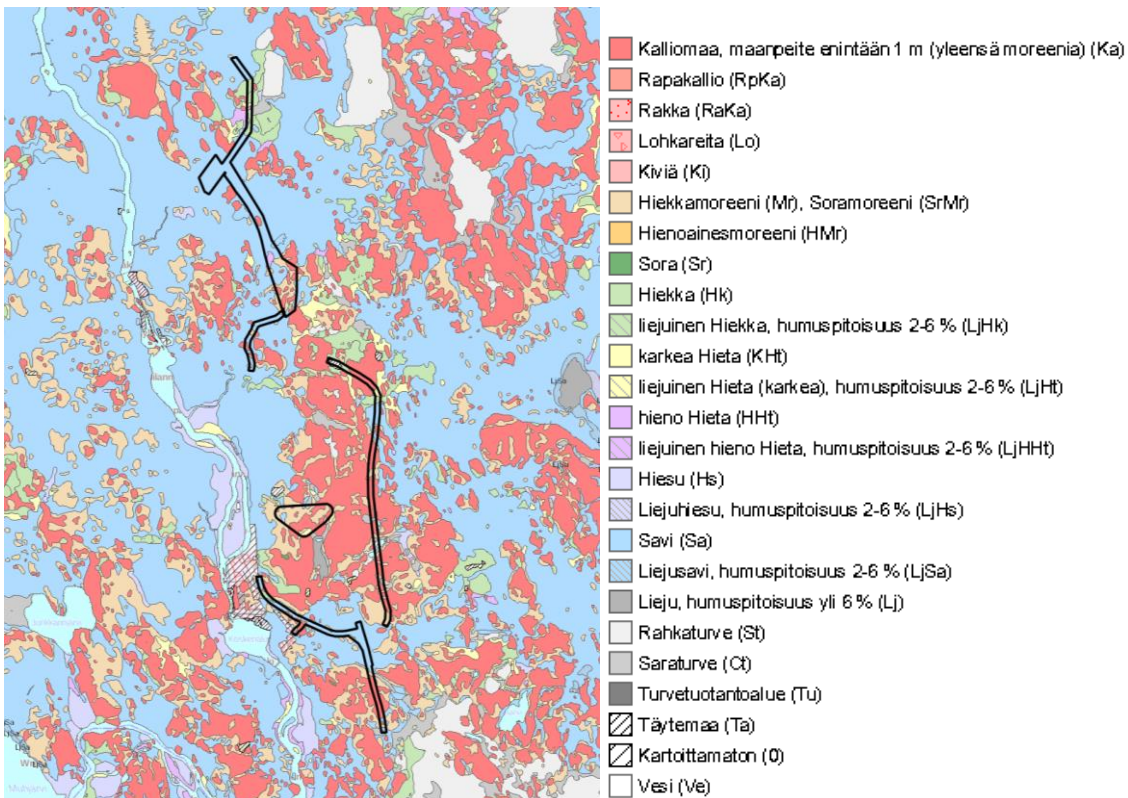 Kalliomaa, maanpeite enintään 1 m (yleensä moreenia) (Ka)
Rapakallio (RpKa)
Rakka (RaKa)
Lohkareita (Lo)
Kiviä (Ki)
Hiekkamoreeni (Mr), Soramoreeni (SrMr)
Hienoainesmoreeni (HMr)
Sora (Sr)
Hiekka (Hk)
liejuinen Hiekka, humuspitoisuus 2-6 % (LjHk)
karkea Hieta (KHt)
liejuinen Hieta (karkea), humuspitoisuus 2-6 % (LjHt)
hieno Hieta (HHt)
liejuinen hieno Hieta, humuspitoisuus 2-6 % (LjHHt)
Hiesu (Hs)
Liejuhiesu, humuspitoisuus 2-6 % (LjHs)
Savi (Sa)
Liejusavi, humuspitoisuus 2-6 % (LjSa)
Lieju, humuspitoisuus yli 6 % (Lj)
Rahkaturve (St)
Saraturve (Ct)
Turvetuotantoalue (Tu)
Täytemaa (Ta)
Kartoittamaton (0)
Vesi (Ve)